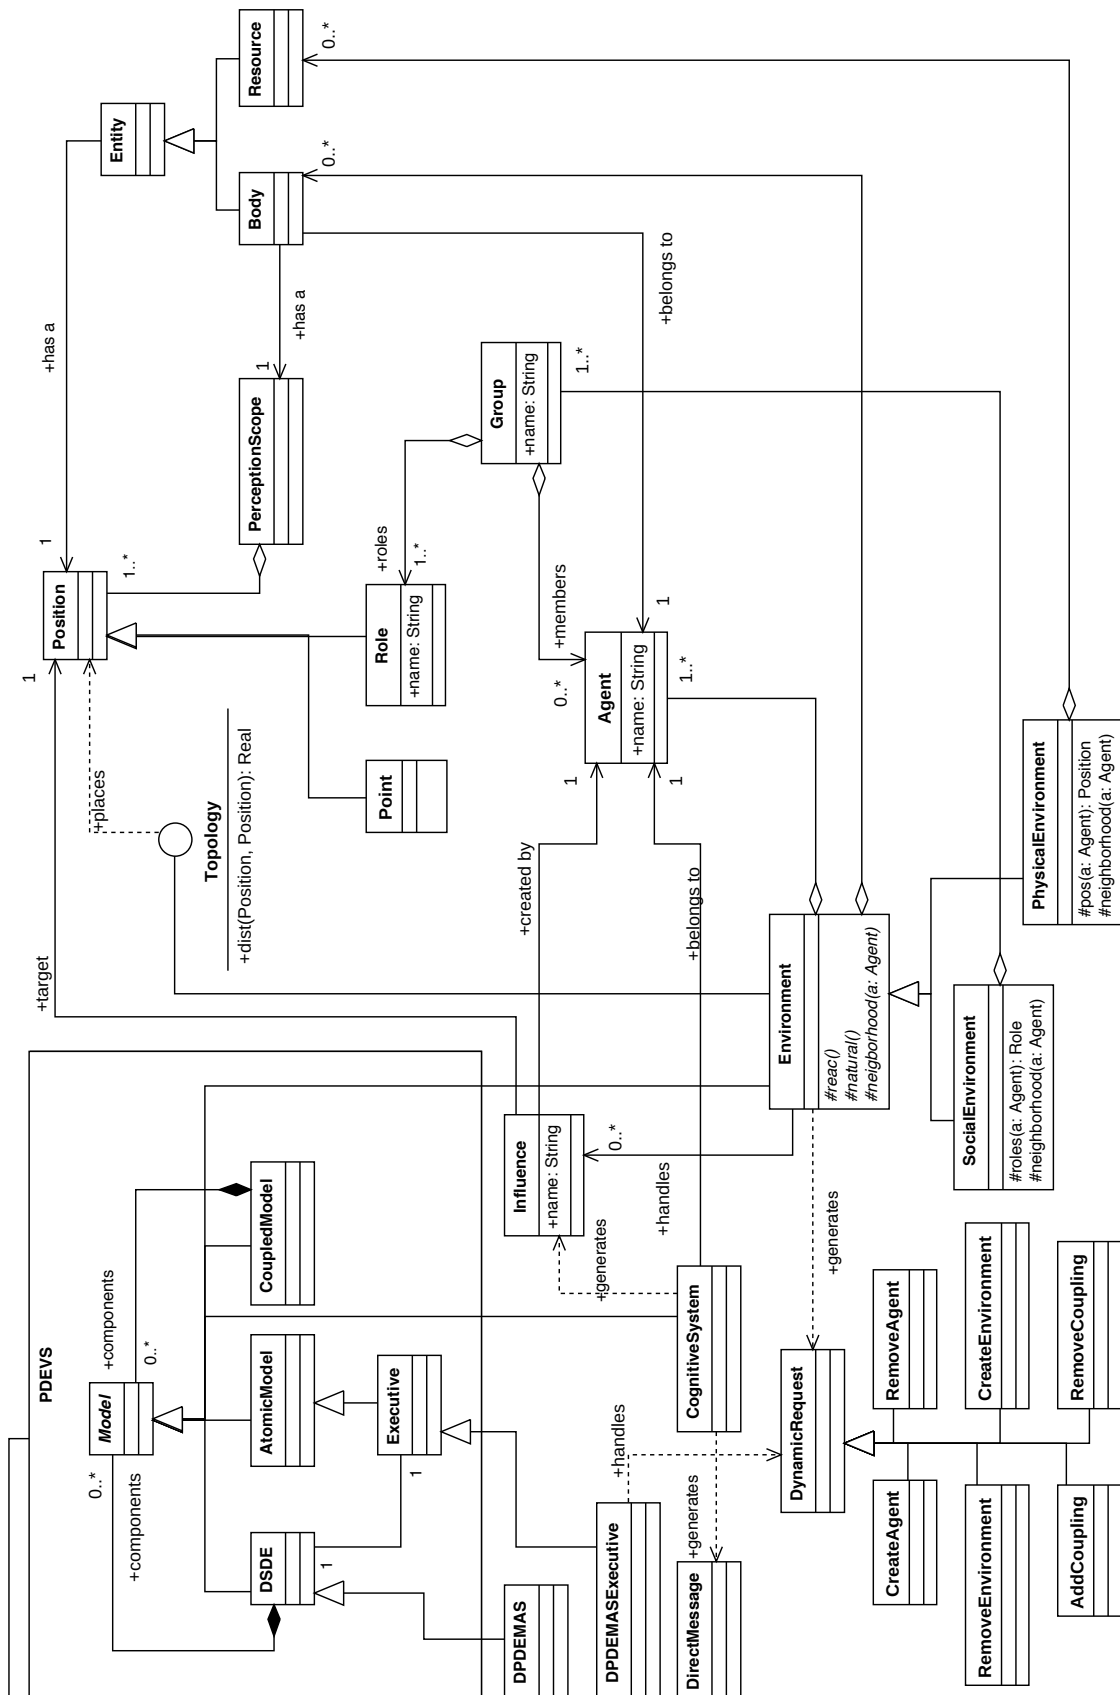 PDEVS
DSDE
1
+components
0..*
Model
+components
0..*
AtomicModel
CoupledModel
Executive
1
DPDEMAS
DPDEMASExecutive
+handles
DirectMessage
+generates
CognitiveSystem
+generates
+belongs to
1
Influence
+name: String
0..*
+handles
+target
1
+created by
1
Topology
+dist(Position, Position): Real
+places
Position
1
+has a
1..*
Point
Role
+name: String
+roles
1..*
PerceptionScope
1
+has a
Entity
Body
0..*
Resource
0..*
Group
+name: String
1..*
+members
0..*
Agent
+name: String
1..*
1
+belongs to
Environment
#reac()
#natural()
#neigborhood(a: Agent)
+generates
SocialEnvironment
#roles(a: Agent): Role
#neighborhood(a: Agent)
PhysicalEnvironment
#pos(a: Agent): Position
#neighborhood(a: Agent)
DynamicRequest
CreateAgent
RemoveAgent
RemoveEnvironment
CreateEnvironment
AddCoupling
RemoveCoupling